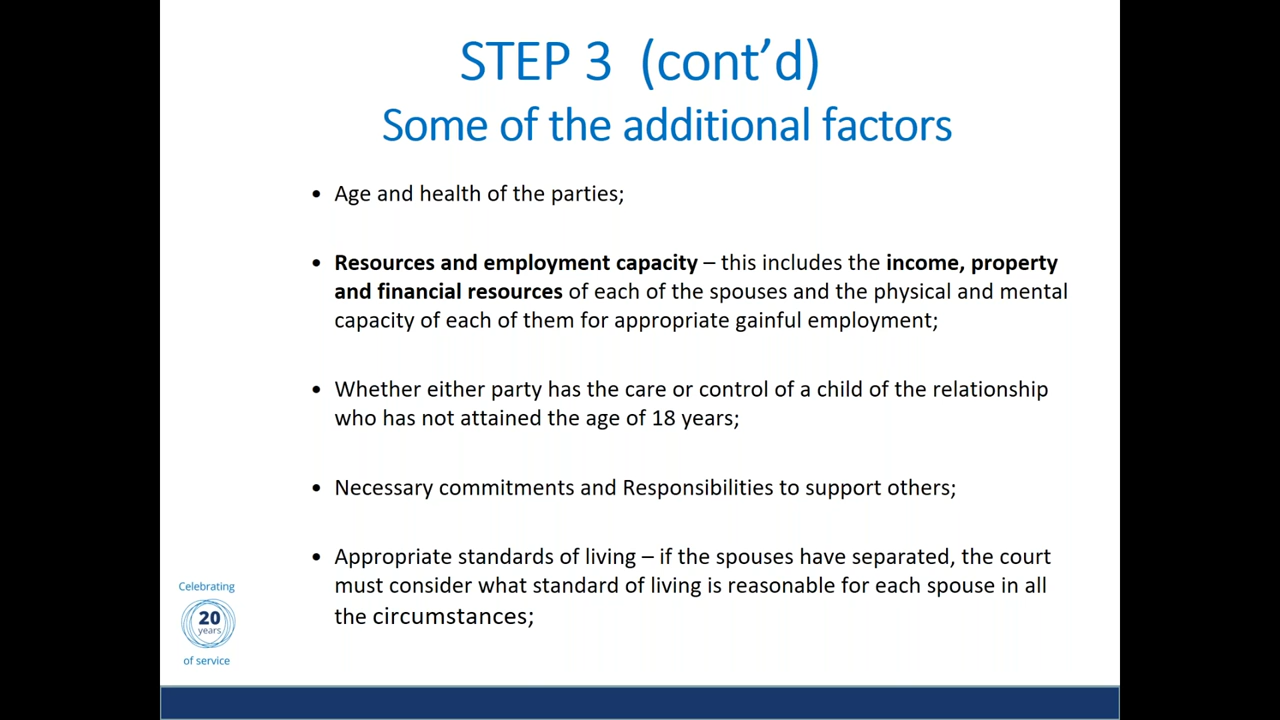 STEP 3 (cont’d)
Some of the additional factors
• Age and health of the parties;
• Resources and employment capacity – this includes the income, property
and financial resources of each of the spouses and the physical and mental
capacity of each of them for appropriate gainful employment;
• Whether either party has the care or control of a child of the relationship
who has not attained the age of 18 years;
• Necessary commitments and Responsibilities to support others;
• Appropriate standards of living – if the spouses have separated, the court
must consider what standard of living is reasonable for each spouse in all
the circumstances;
Celebrating
20
years
of service